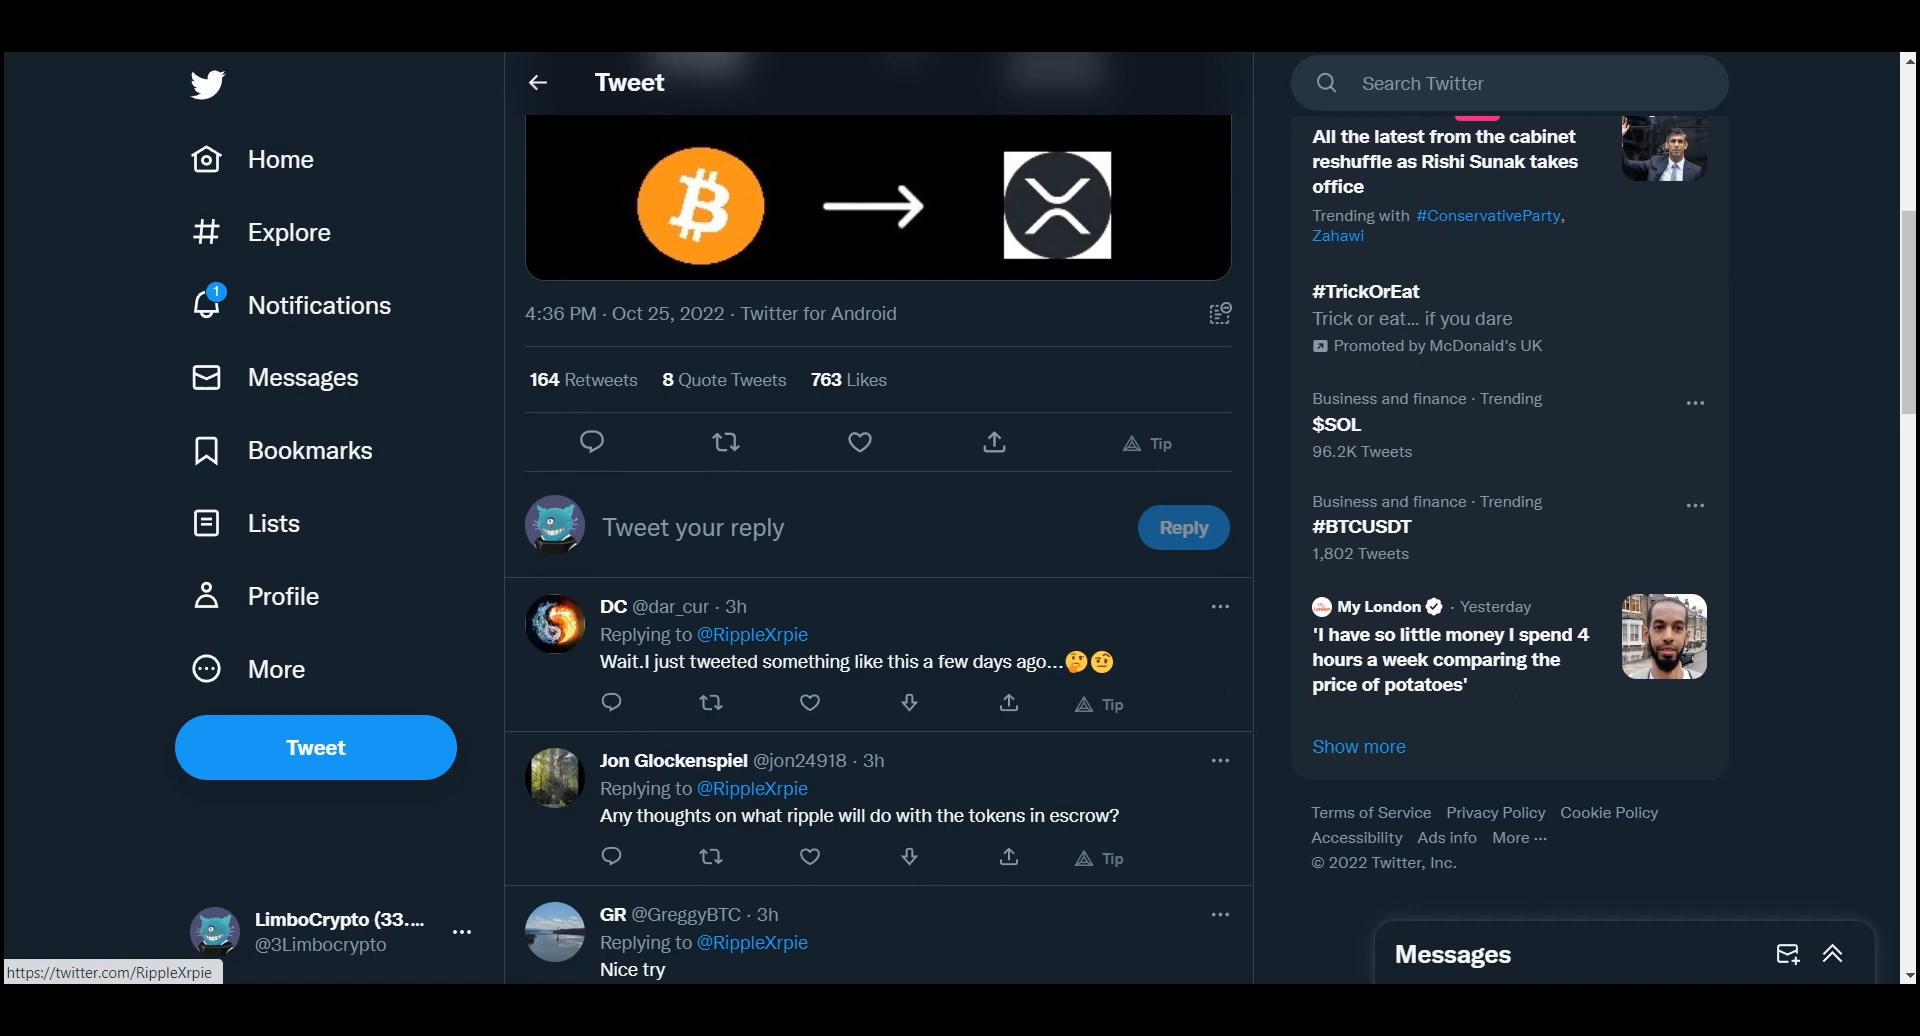 Tweet
Search Twitter
Home
Explore
1
Notifications
Messages
Bookmarks
Lists
Profile
More
Tweet
LimboCrypto (33....
@3Limbocrypto
https://twitter.com/RippleXrpie
4:36 PM · Oct 25, 2022 · Twitter for Android
164 Retweets 8 Quote Tweets 763 Likes
Tip
Tweet your reply
Reply
DC @dar_cur · 3h
Replying to @RippleXrpie
Wait.I just tweeted something like this a few days ago...🤔🤨
Tip
Jon Glockenspiel @jon24918 · 3h
Replying to @RippleXrpie
Any thoughts on what ripple will do with the tokens in escrow?
Tip
GR @GreggyBTC · 3h
Replying to @RippleXrpie
Nice try
All the latest from the cabinet
reshuffle as Rishi Sunak takes
office
Trending with #ConservativeParty,
Zahawi
#TrickOrEat
Trick or eat... if you dare
Promoted by McDonald's UK
Business and finance · Trending
$SOL
96.2K Tweets
Business and finance · Trending
#BTCUSDT
1,802 Tweets
My London · Yesterday
'I have so little money I spend 4
hours a week comparing the
price of potatoes'
Show more
Terms of Service Privacy Policy Cookie Policy
Accessibility Ads info More ···
© 2022 Twitter, Inc.
Messages